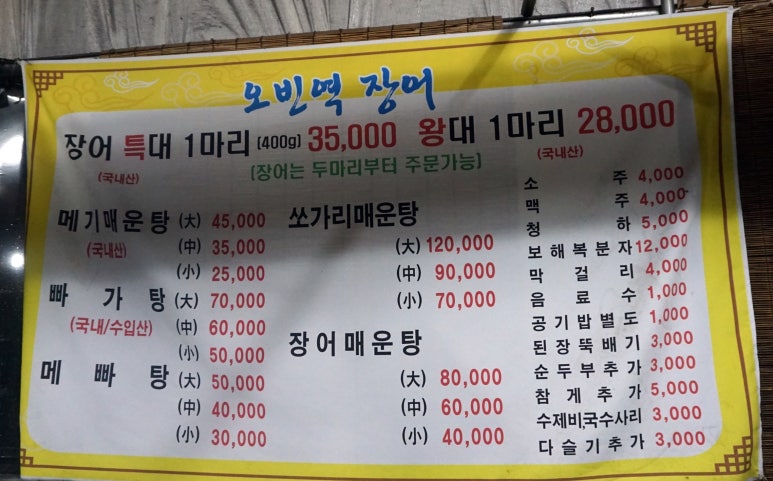 오빈역 장어
장어 특대 1마리 (400g) 35,000 왕대 1마리 28,000
(국내산) (국내산)
(장어는 두마리부터 주문가능)
메기매운탕 (大) 45,000
(국내산) (中) 35,000
(小) 25,000
빠가탕 (大) 70,000
(국내/수입산) (中) 60,000
(小) 50,000
메빠탕 (大) 50,000
(中) 40,000
(小) 30,000
쏘가리매운탕
(大) 120,000
(中) 90,000
(小) 70,000
장어매운탕
(大) 80,000
(中) 60,000
(小) 40,000
소주 4,000
맥주 4,000
청하 5,000
보해복분자 12,000
막걸리 4,000
음료수 1,000
공기밥별도 1,000
된장뚝배기 3,000
순두부추가 3,000
참게추가 5,000
수제비,국수사리 3,000
다슬기추가 3,000